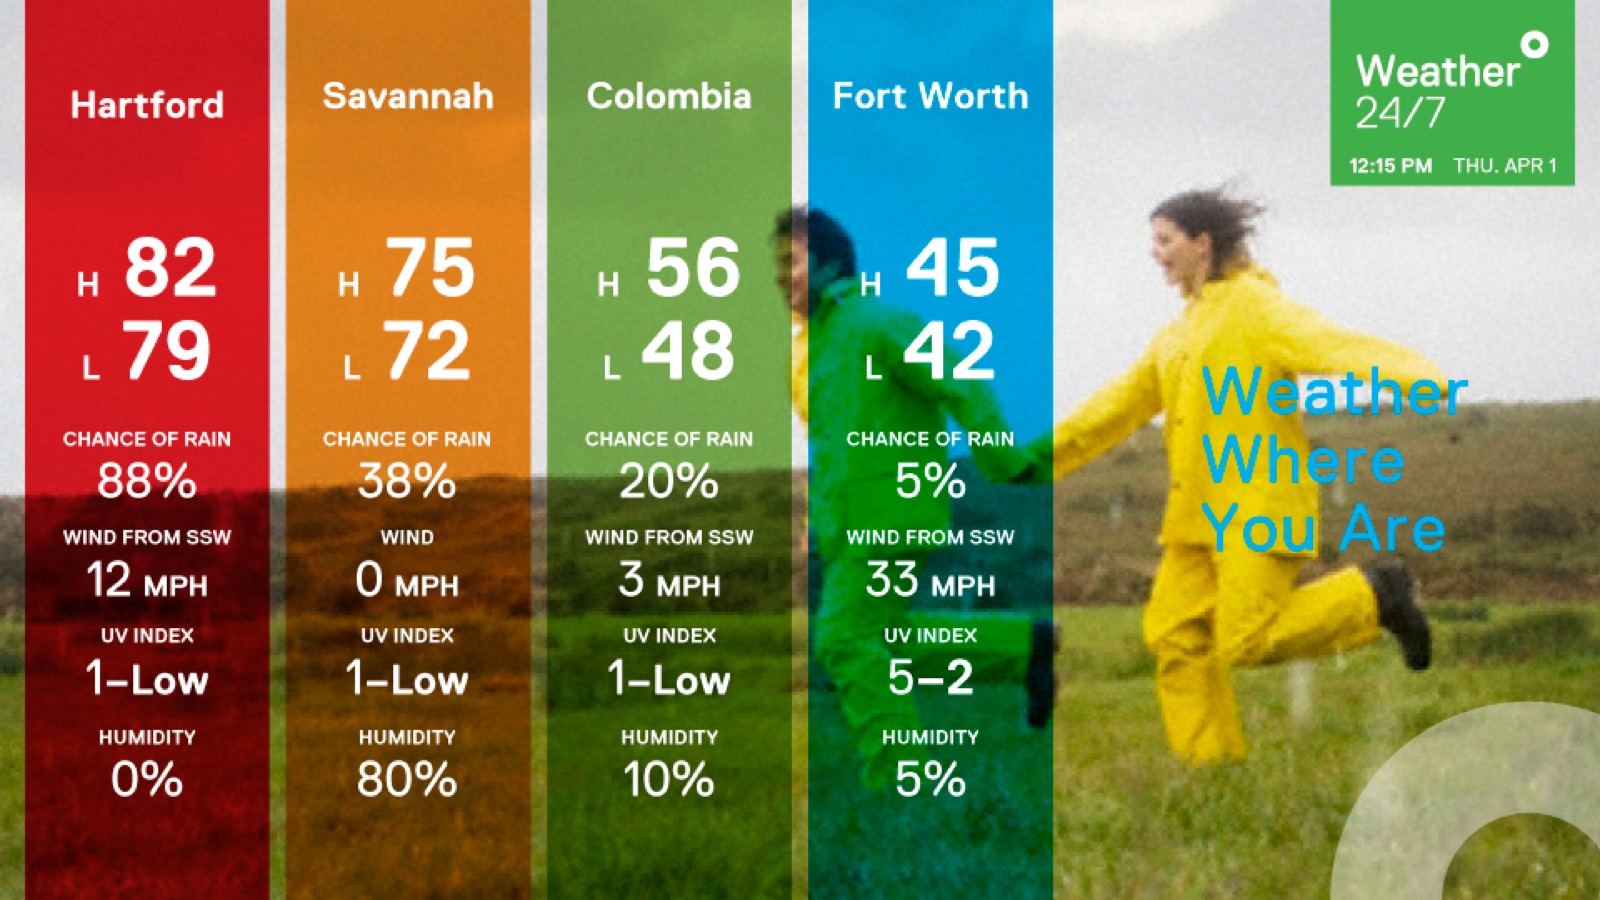 Hartford
H 82
L 79
CHANCE OF RAIN
88%
WIND FROM SSW
12 MPH
UV INDEX
1–Low
HUMIDITY
0%
Savannah
H 75
L 72
CHANCE OF RAIN
38%
WIND
0 MPH
UV INDEX
1–Low
HUMIDITY
80%
Colombia
H 56
L 48
CHANCE OF RAIN
20%
WIND FROM SSW
3 MPH
UV INDEX
1–Low
HUMIDITY
10%
Fort Worth
H 45
L 42
CHANCE OF RAIN
5%
WIND FROM SSW
33 MPH
UV INDEX
5–2
HUMIDITY
5%
Weather
24/7
12:15 PM THU. APR 1
Weather
Where
You Are